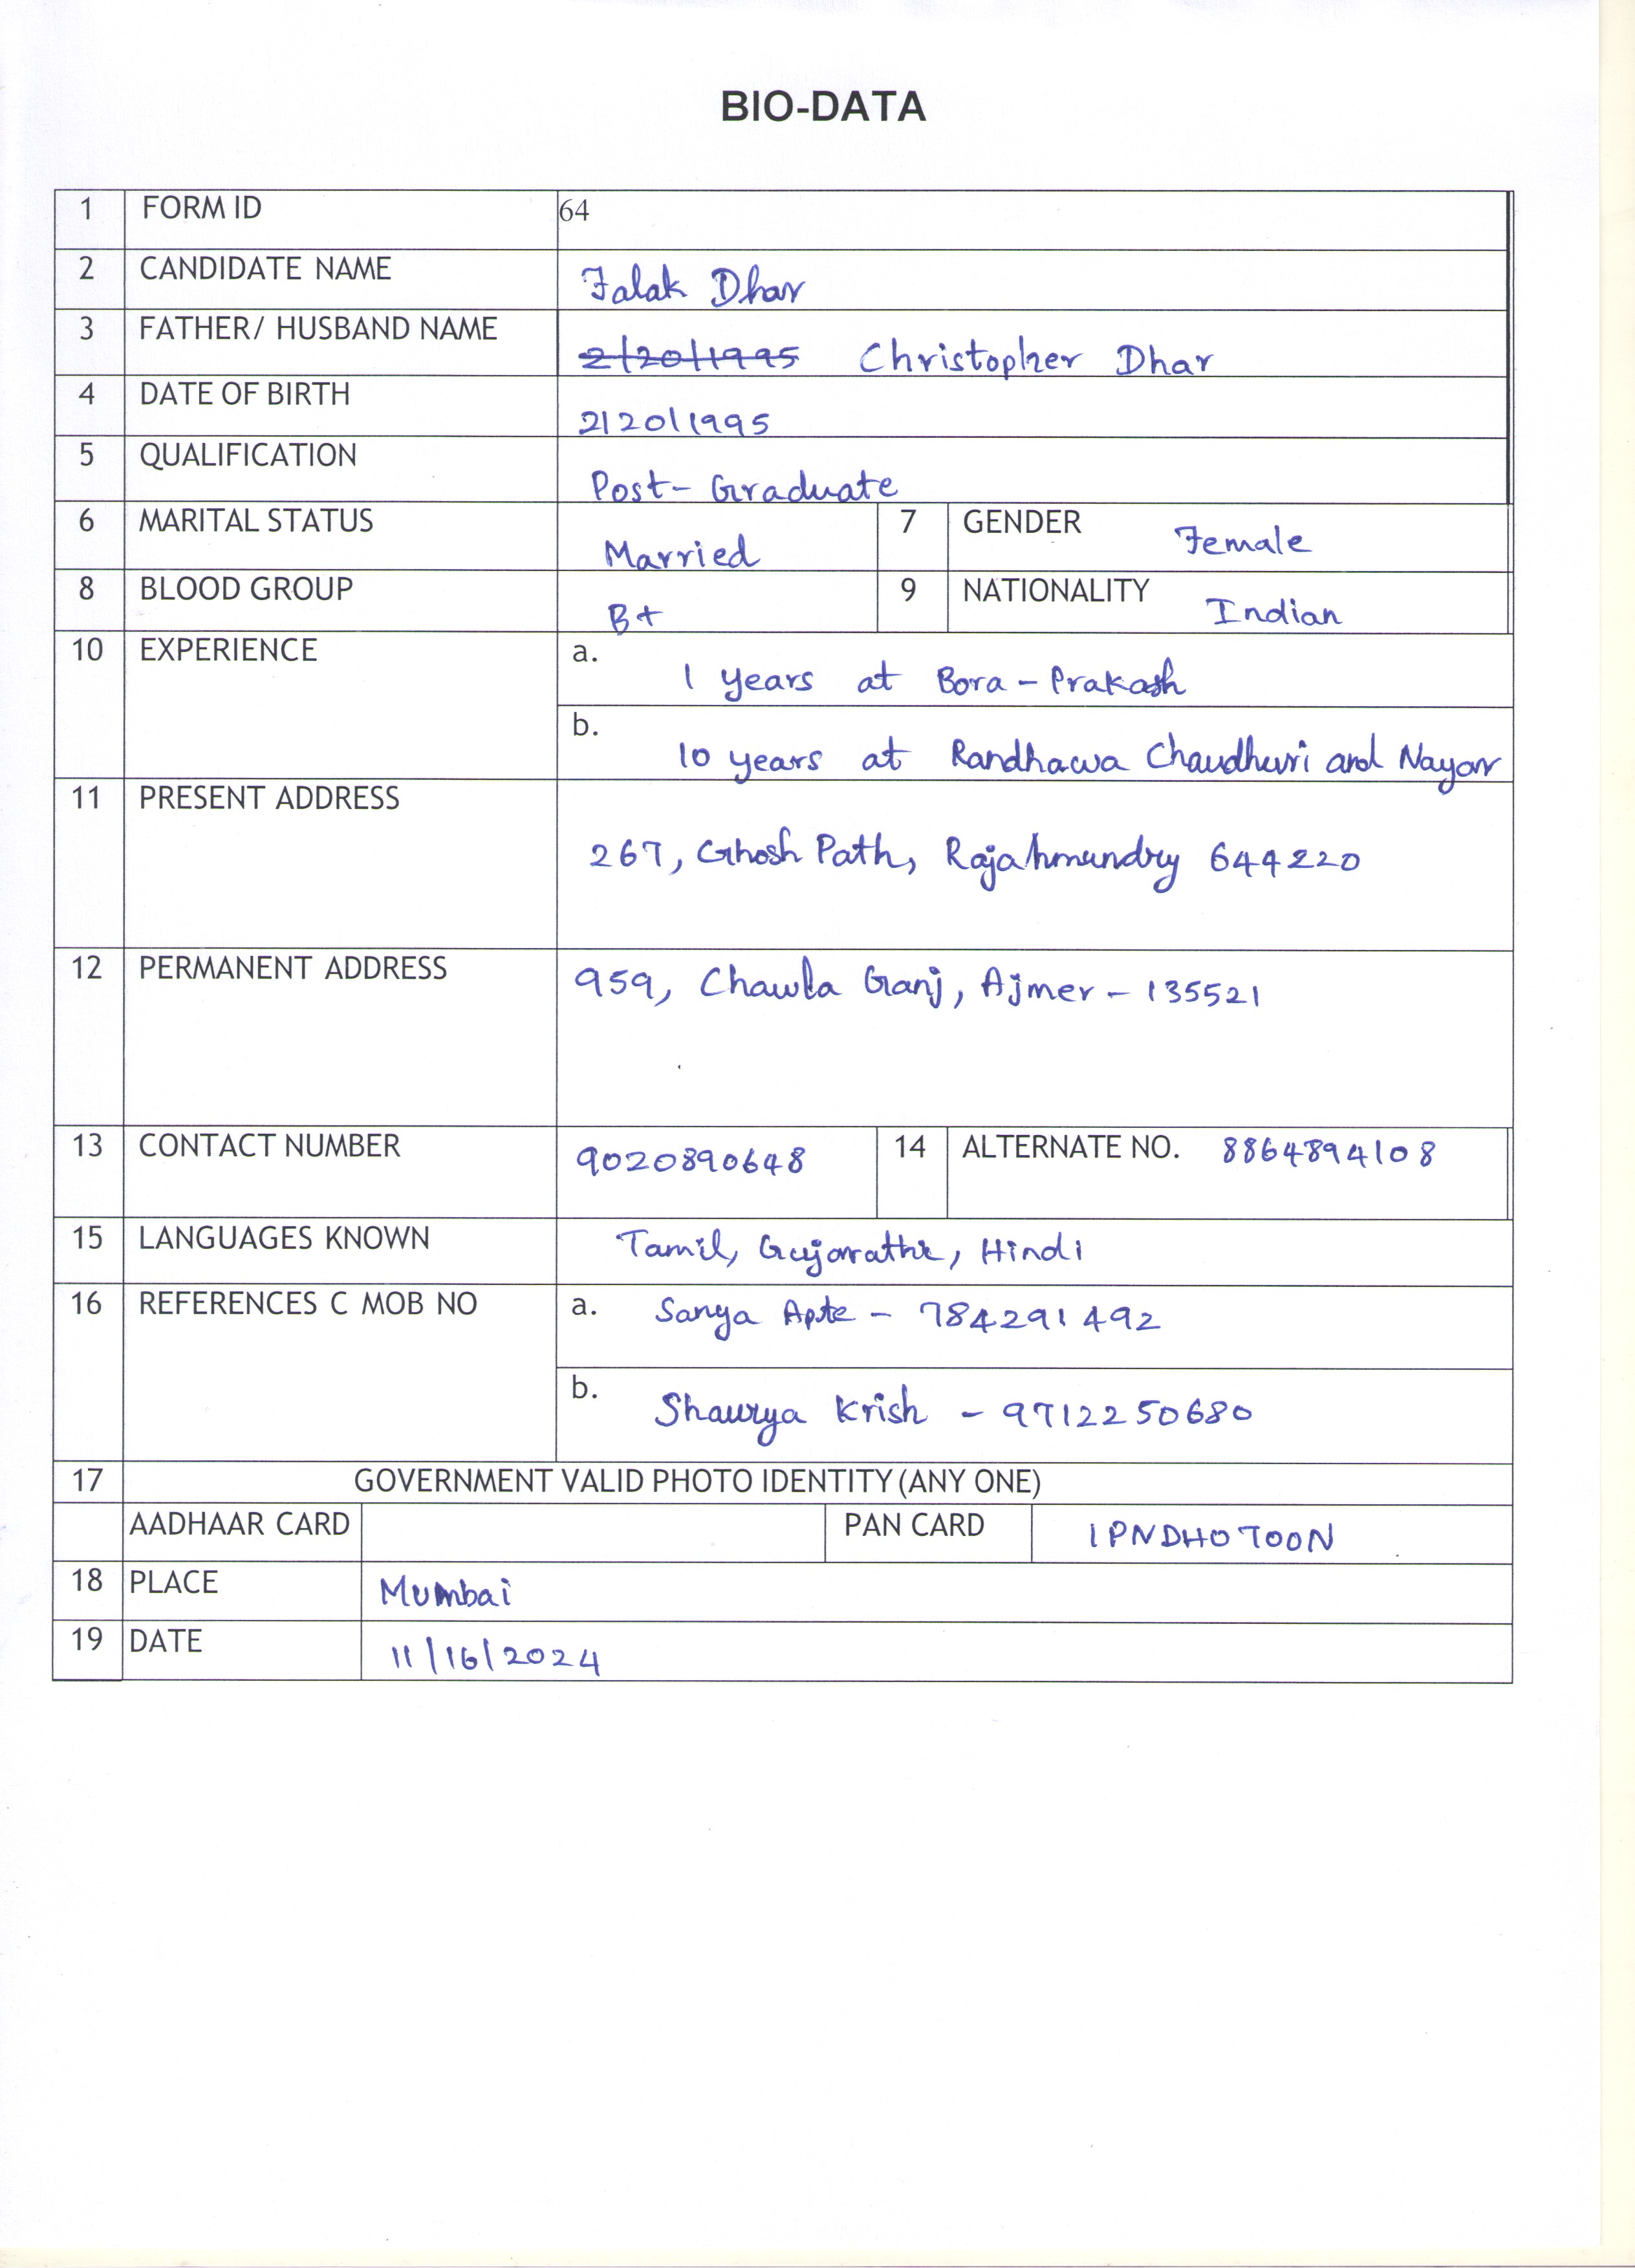 BIO-DATA
1 FORM ID 64
2 CANDIDATE NAME Falak Dhar
3 FATHER/ HUSBAND NAME 2/20/1995 Christopher Dhar
4 DATE OF BIRTH 2/20/1995
5 QUALIFICATION Post-Graduate
6 MARITAL STATUS Married 7 GENDER Female
8 BLOOD GROUP B+ 9 NATIONALITY Indian
10 EXPERIENCE a. 1 years at Bora-Prakash
b. 10 years at Randhawa Chaudhuri and Nayar
11 PRESENT ADDRESS
267, Ghosh Path, Rajahmundry 644220
12 PERMANENT ADDRESS 959, Chawla Ganj, Ajmer - 135521
13 CONTACT NUMBER 9020890648 14 ALTERNATE NO. 8864894108
15 LANGUAGES KNOWN Tamil, Gujarathi, Hindi
16 REFERENCES C MOB NO a. Sanya Apte - 784291492
b. Shaurya Krish - 9712250680
17 GOVERNMENT VALID PHOTO IDENTITY (ANY ONE)
AADHAAR CARD PAN CARD IPNDH0700N
18 PLACE Mumbai
19 DATE 11/16/2024